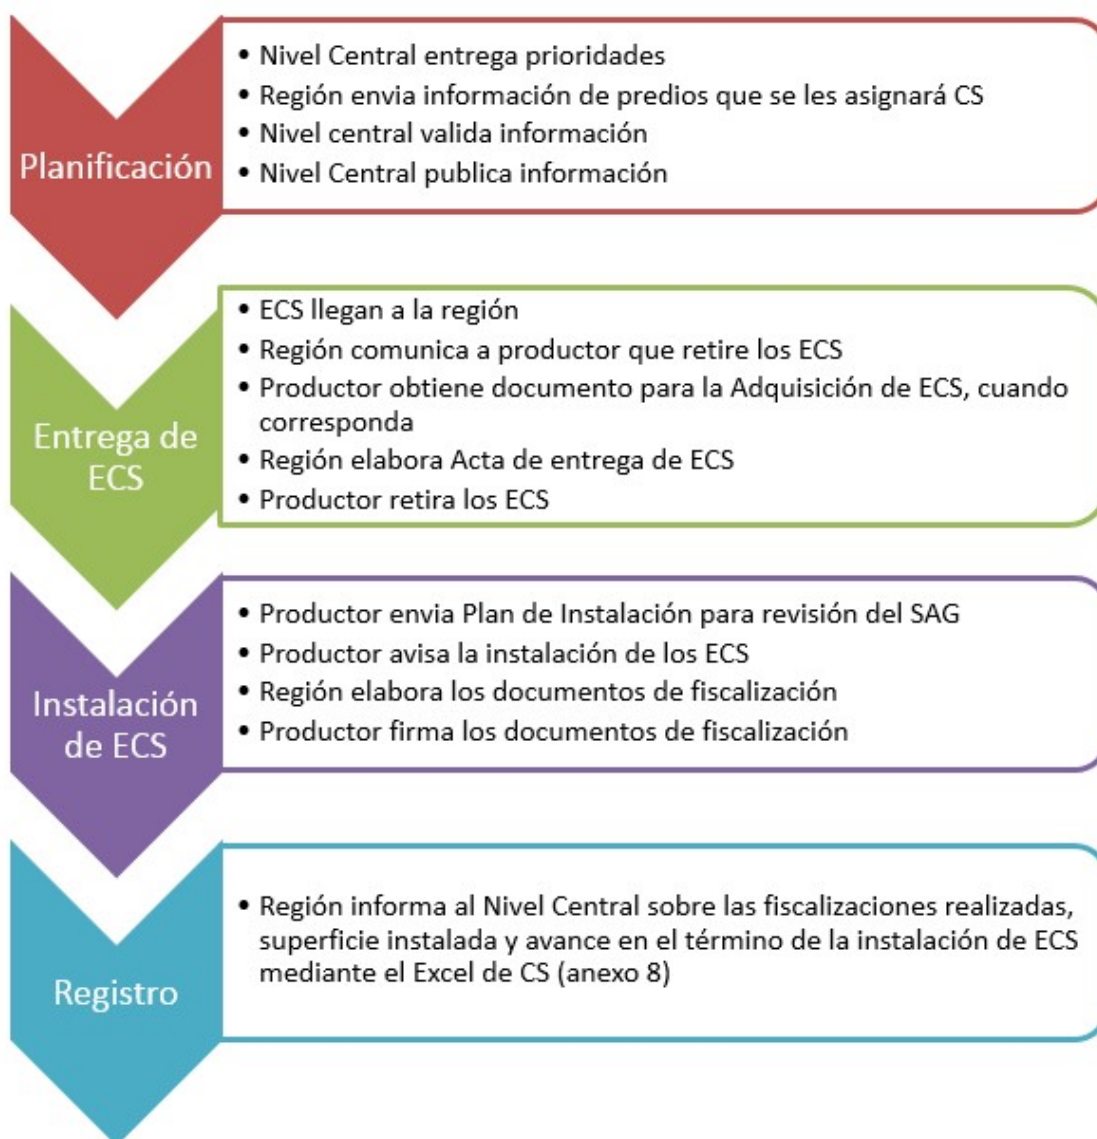 Planificación
• Nivel Central entrega prioridades
• Región envia información de predios que se les asignará CS
• Nivel central valida información
• Nivel Central publica información
Entrega de
ECS
• ECS llegan a la región
• Región comunica a productor que retire los ECS
• Productor obtiene documento para la Adquisición de ECS, cuando
corresponda
• Región elabora Acta de entrega de ECS
• Productor retira los ECS
Instalación
de ECS
• Productor envia Plan de Instalación para revisión del SAG
• Productor avisa la instalación de los ECS
• Región elabora los documentos de fiscalización
• Productor firma los documentos de fiscalización
Registro
• Región informa al Nivel Central sobre las fiscalizaciones realizadas,
superficie instalada y avance en el término de la instalación de ECS
mediante el Excel de CS (anexo 8)